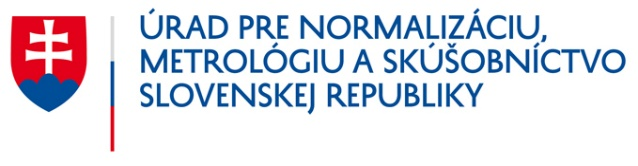 ÚRAD PRE NORMALIZÁCIU,
METROLÓGIU A SKÚŠOBNÍCTVO
SLOVENSKEJ REPUBLIKY